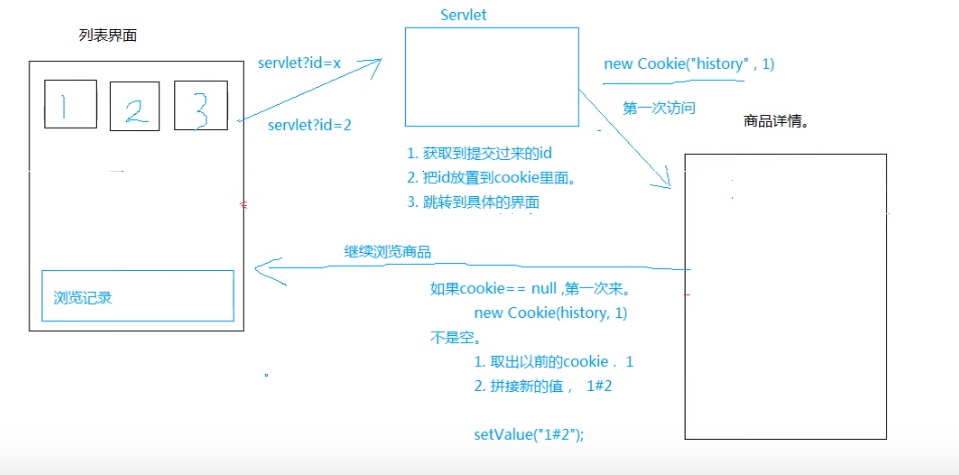 Servlet
列表界面
servlet?id=x
new Cookie("history" , 1)
1 2 3
servlet?id=2
第一次访问
商品详情。
1. 获取到提交过来的id
2. 把id放置到cookie里面。
3. 跳转到具体的界面
继续浏览商品
浏览记录
如果cookie== null ,第一次来。
new Cookie(history, 1)
不是空。
1. 取出以前的cookie . 1
2. 拼接新的值， 1#2
setValue("1#2");